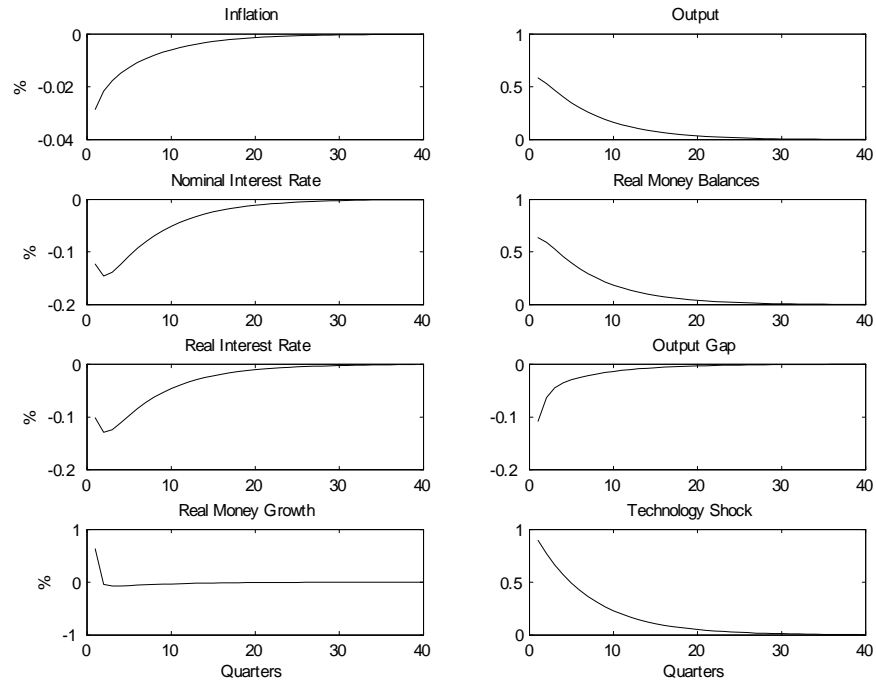 Inflation
0
-0.02
-0.04
%
0 10 20 30 40
Output
1
0.5
0
0 10 20 30 40
Nominal Interest Rate
0
-0.1
-0.2
%
0 10 20 30 40
Real Money Balances
1
0.5
0
0 10 20 30 40
Real Interest Rate
0
-0.1
-0.2
%
0 10 20 30 40
Output Gap
0
-0.1
-0.2
0 10 20 30 40
Real Money Growth
1
0
-1
%
0 10 20 30 40
Quarters
Technology Shock
1
0.5
0
0 10 20 30 40
Quarters